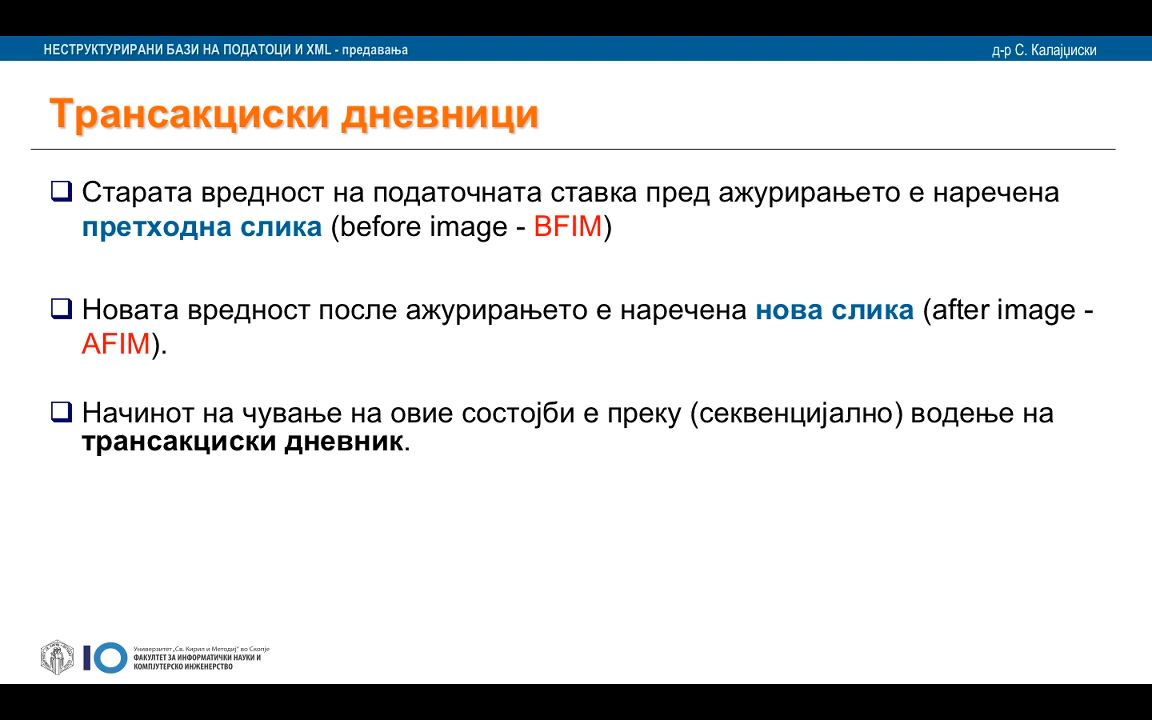 НЕСТРУКТУРИРАНИ БАЗИ НА ПОДАТОЦИ И XML - предавања
д-р С. Калајџиски
Трансакциски дневници
Старата вредност на податочната ставка пред ажурирањето е наречена
претходна слика (before image - BFIM)
Новата вредност после ажурирањето е наречена нова слика (after image -
AFIM).
Начинот на чување на овие состојби е преку (секвенцијално) водење на
трансакциски дневник.
Универзитет „Св. Кирил и Методиј“ во Скопје
ФАКУЛТЕТ ЗА ИНФОРМАТИЧКИ НАУКИ И
КОМПЈУТЕРСКО ИНЖЕНЕРСТВО